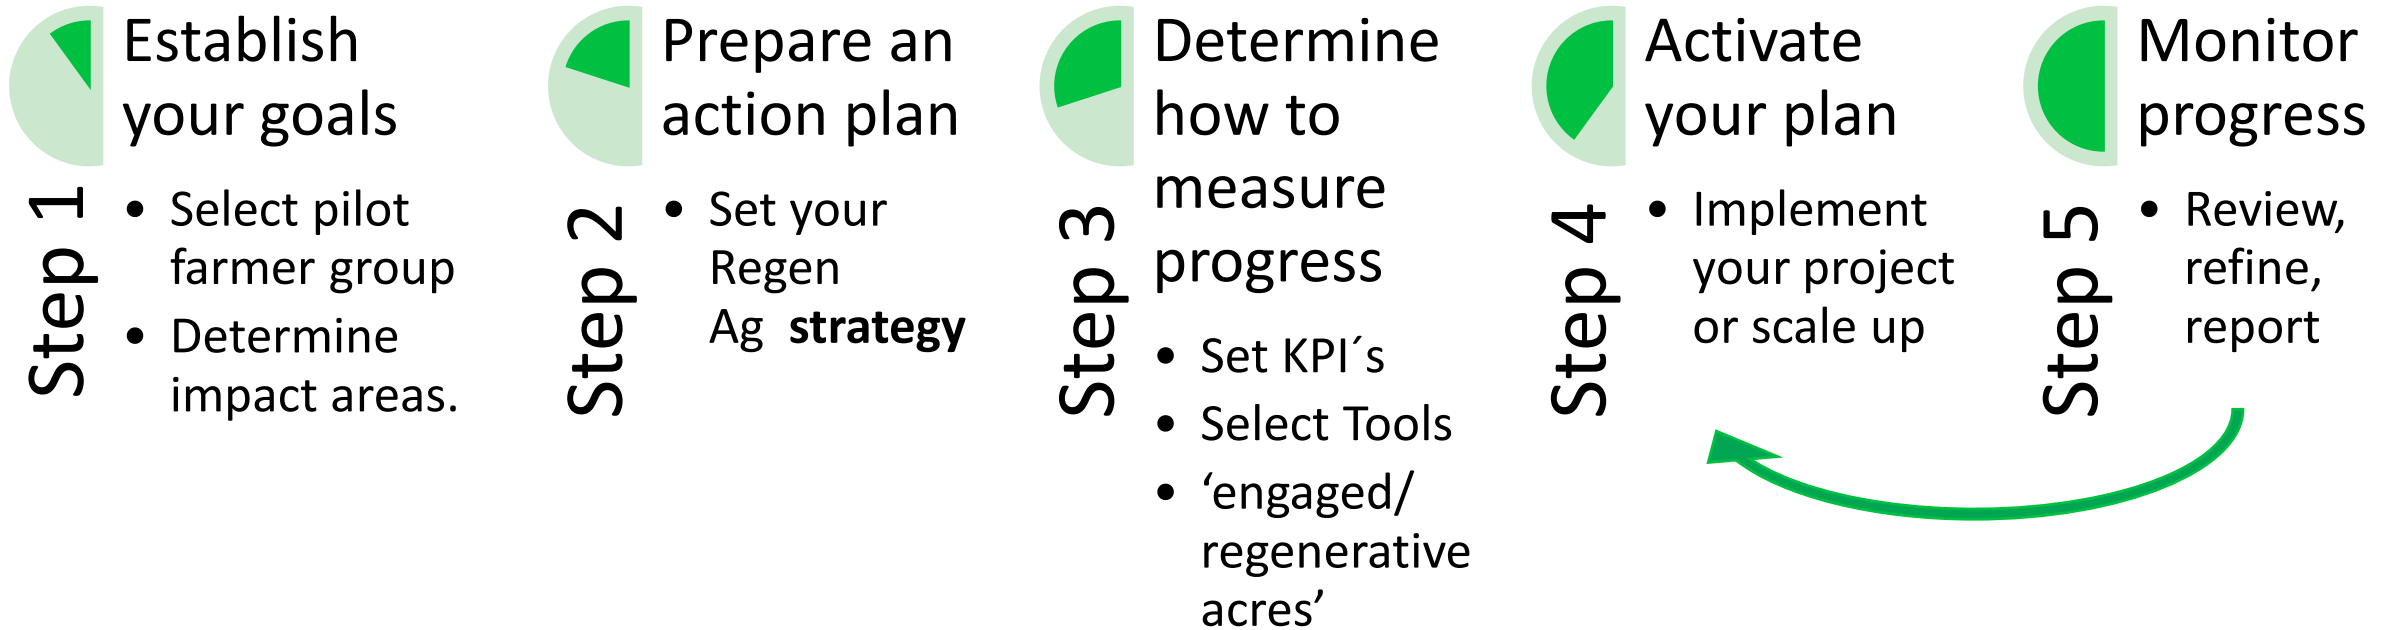 Step 1
Establish
your goals
• Select pilot
farmer group
• Determine
impact areas.
Step 2
Prepare an
action plan
• Set your
Regen
Ag strategy
Step 3
Determine
how to
measure
progress
• Set KPI´s
• Select Tools
• ‘engaged/
regenerative
acres’
Step 4
Activate
your plan
• Implement
your project
or scale up
Step 5
Monitor
progress
• Review,
refine,
report